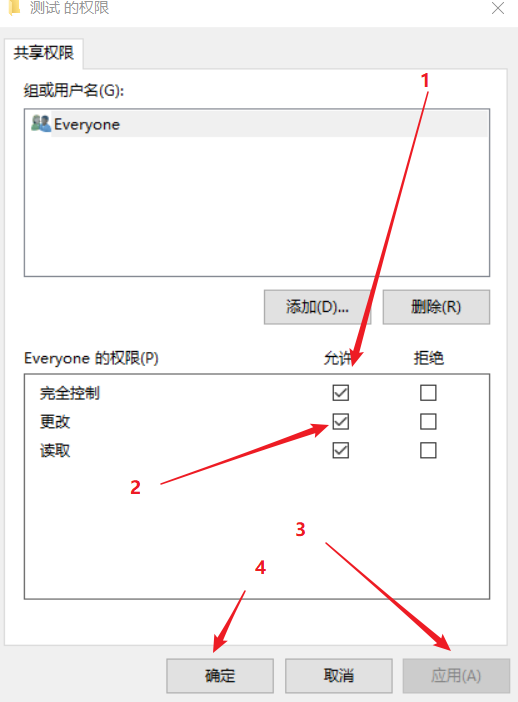 测试 的权限
共享权限
1
组或用户名(G):
Everyone
添加(D)... 删除(R)
Everyone 的权限(P) 允许 拒绝
完全控制
更改
读取
2
3
4
确定 取消 应用(A)